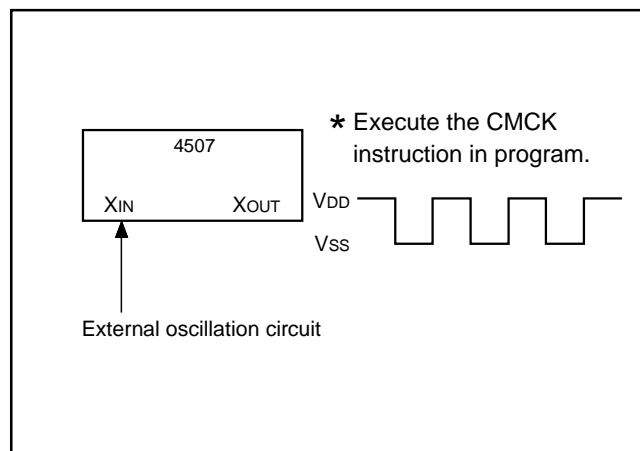 * Execute the CMCK
instruction in program.
4507
XIN
XOUT
VDD
VSS
External oscillation circuit